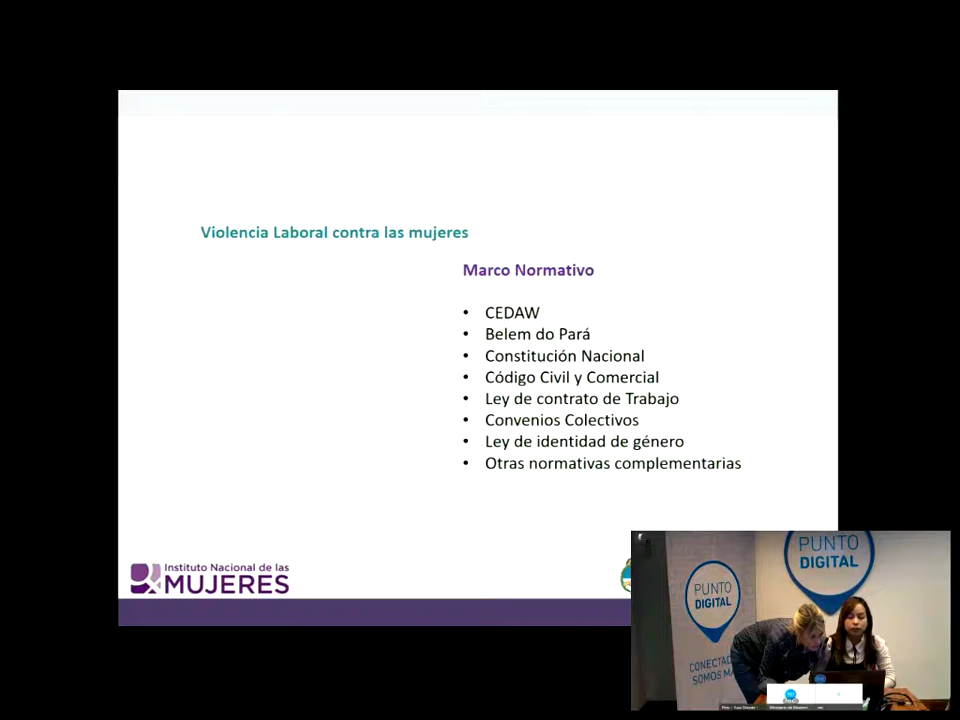 Violencia Laboral contra las mujeres
Marco Normativo
• CEDAW
• Belem do Pará
• Constitución Nacional
• Código Civil y Comercial
• Ley de contrato de Trabajo
• Convenios Colectivos
• Ley de identidad de género
• Otras normativas complementarias
Instituto Nacional de las
MUJERES
PUNTO
DIGITAL
PUNTO
DIGITAL
SOMOS